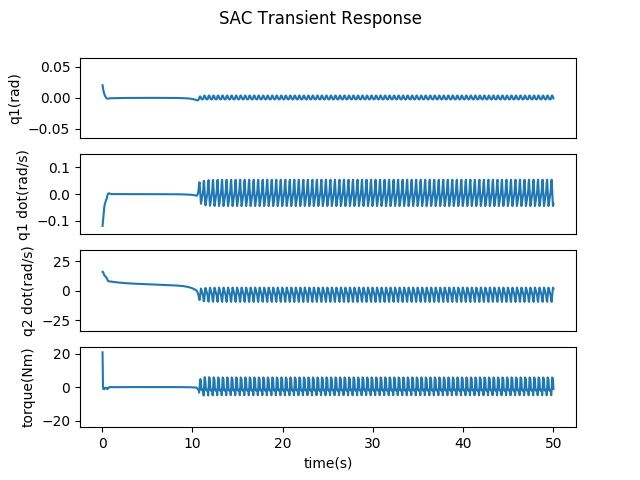 SAC Transient Response
q1(rad)
0.05
0.00
−0.05
q1 dot(rad/s)
0.1
0.0
−0.1
q2 dot(rad/s)
25
0
−25
torque(Nm)
20
0
−20
0 10 20 30 40 50
time(s)